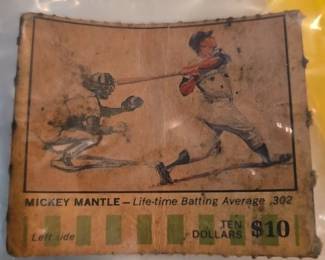 MICKEY MANTLE — Life-time Batting Average .302
Left side
TEN
DOLLARS $10